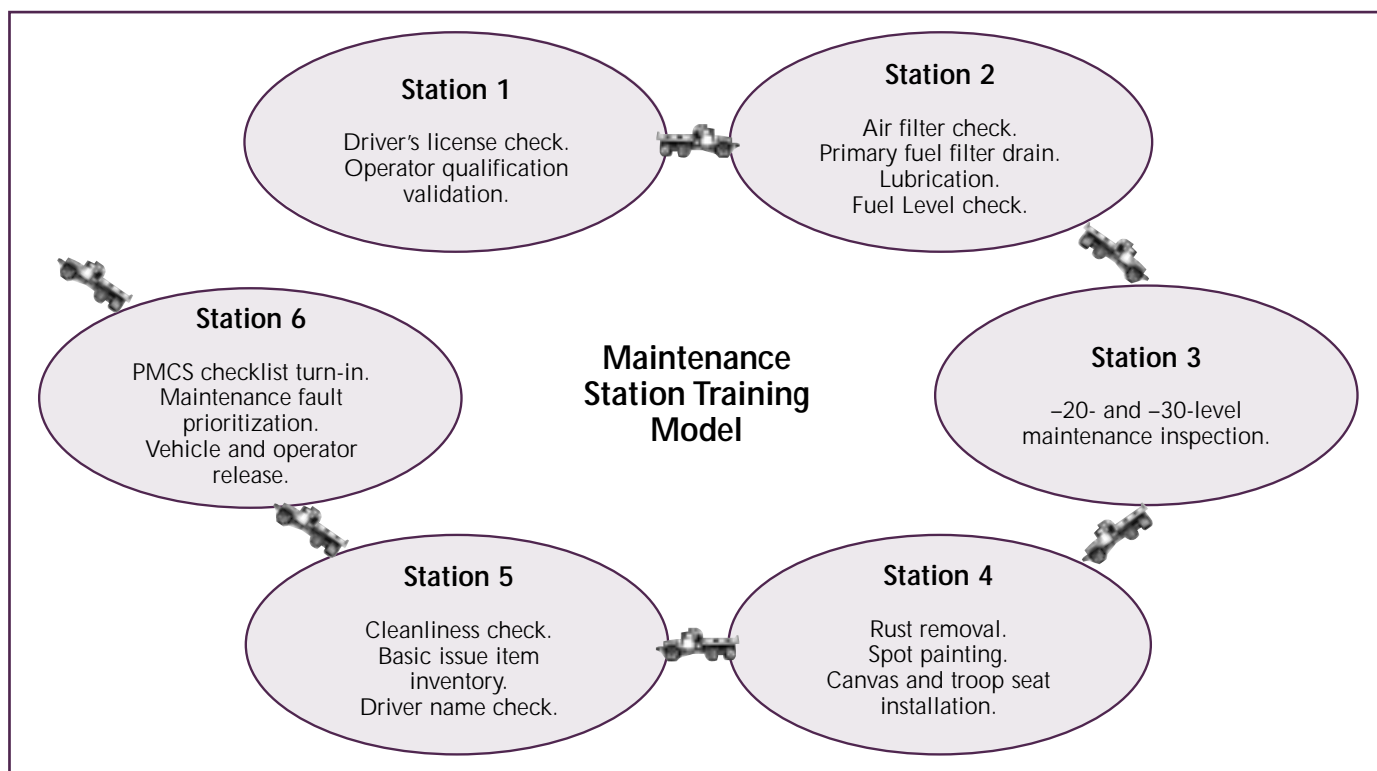 Station 1
Driver's license check.
Operator qualification
validation.
Station 2
Air filter check.
Primary fuel filter drain.
Lubrication.
Fuel Level check.
Station 3
–20- and –30-level
maintenance inspection.
Station 4
Rust removal.
Spot painting.
Canvas and troop seat
installation.
Station 5
Cleanliness check.
Basic issue item
inventory.
Driver name check.
Station 6
PMCS checklist turn-in.
Maintenance fault
prioritization.
Vehicle and operator
release.
Maintenance
Station Training
Model